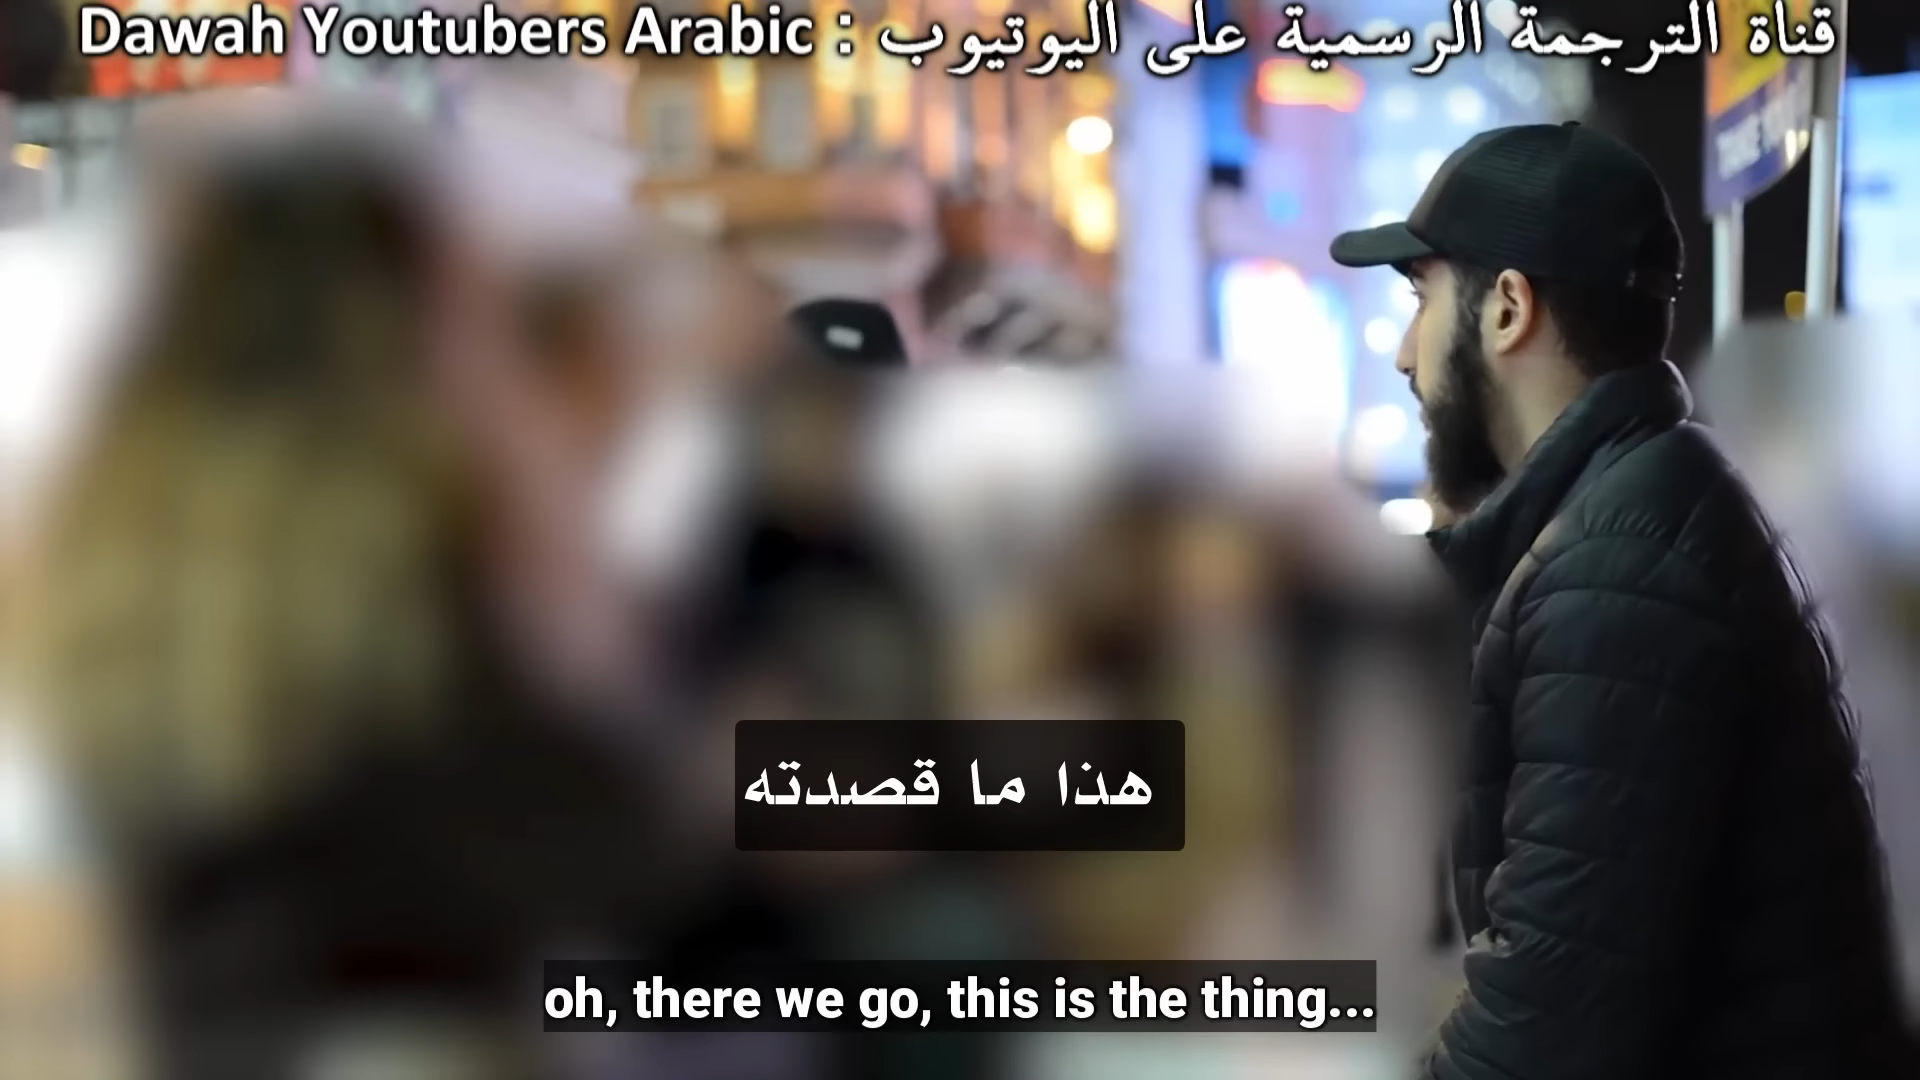 Dawah Youtubers Arabic : قناة الترجمة الرسمية على اليوتيوب
هذا ما قصدته
oh, there we go, this is the thing...